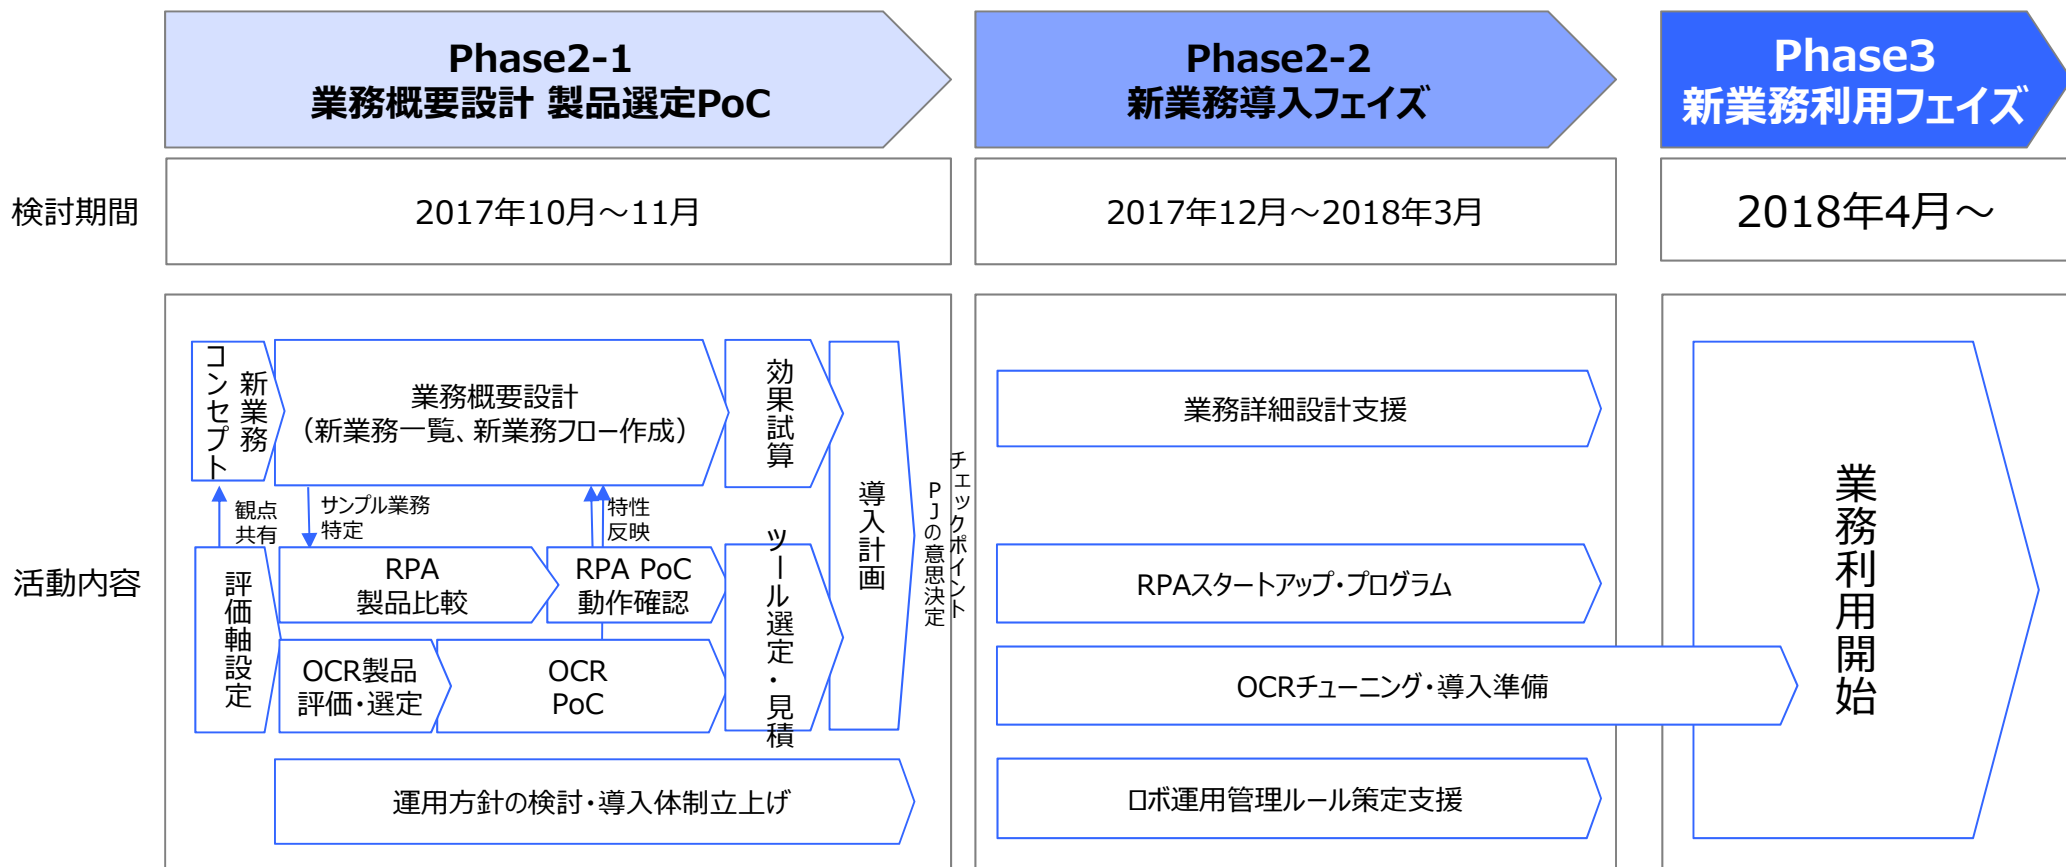 Phase2-1
業務概要設計 製品選定PoC
Phase2-2
新業務導入フェイズ
Phase3
新業務利用フェイズ
検討期間
2017年10月～11月
2017年12月～2018年3月
2018年4月～
活動内容
新業務
コンセプト
業務概要設計
（新業務一覧、新業務フロー作成）
効果試算
導入計画
チェックポイント
PJの意思決定
観点
共有
サンプル業務
特定
特性
反映
評価軸設定
RPA
製品比較
RPA PoC
動作確認
ツール選定・見積
OCR製品
評価・選定
OCR
PoC
運用方針の検討・導入体制立上げ
業務詳細設計支援
RPAスタートアップ・プログラム
OCRチューニング・導入準備
ロボ運用管理ルール策定支援
業務利用開始